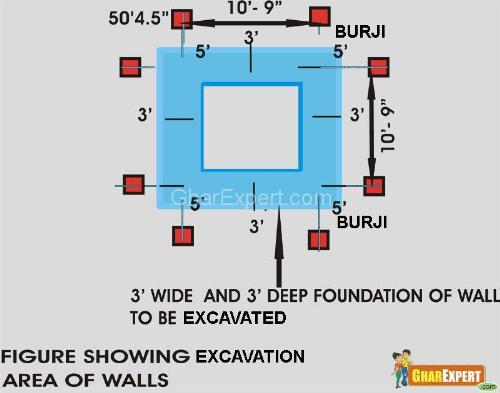 50'4.5"
10'- 9"
BURJI
5'
3'
5'
3'
3'
10'- 9"
GharExpert.com
5'
3'
5'
BURJI
3' WIDE AND 3' DEEP FOUNDATION OF WALL
TO BE EXCAVATED
FIGURE SHOWING EXCAVATION
AREA OF WALLS
GHAREXPERT
.com